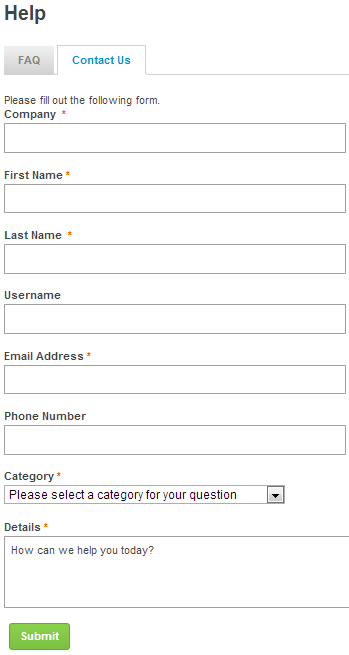 Help
FAQ Contact Us
Please fill out the following form.
Company *
First Name *
Last Name *
Username
Email Address *
Phone Number
Category *
Please select a category for your question
Details *
How can we help you today?
Submit